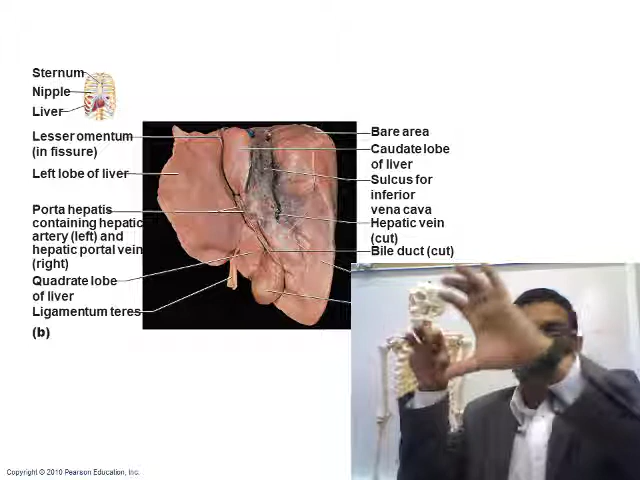 Sternum
Nipple
Liver
Lesser omentum
(in fissure)
Left lobe of liver
Porta hepatis
containing hepatic
artery (left) and
hepatic portal vein
(right)
Quadrate lobe
of liver
Ligamentum teres
(b)
Bare area
Caudate lobe
of liver
Sulcus for
inferior
vena cava
Hepatic vein
(cut)
Bile duct (cut)
Copyright © 2010 Pearson Education, Inc.